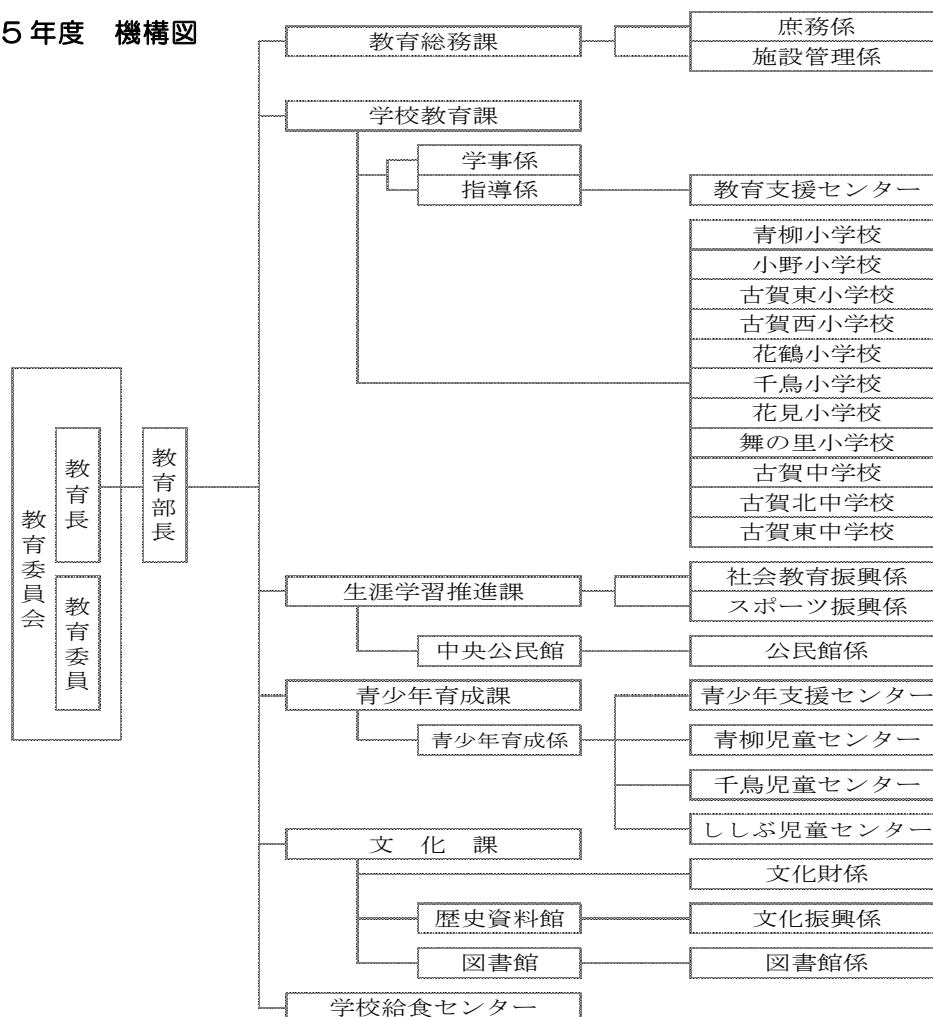 5年度 機構図
教育総務課
庶務係
施設管理係
学校教育課
学事係
指導係
教育支援センター
青柳小学校
小野小学校
古賀東小学校
古賀西小学校
花鶴小学校
千鳥小学校
花見小学校
舞の里小学校
古賀中学校
古賀北中学校
古賀東中学校
教育委員会
教育長
教育委員
教育部長
生涯学習推進課
社会教育振興係
スポーツ振興係
中央公民館
公民館係
青少年育成課
青少年育成係
青少年支援センター
青柳児童センター
千鳥児童センター
ししぶ児童センター
文 化 課
文化財係
歴史資料館
文化振興係
図書館
図書館係
学校給食センター